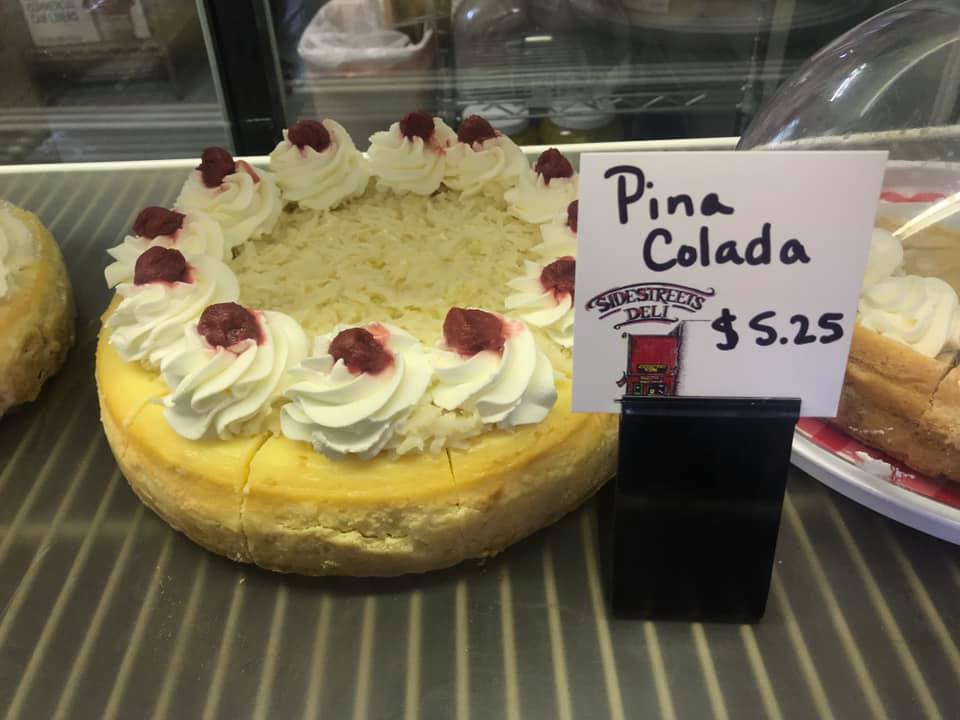 Pina
Colada
SIDESTREETS
DELI
$5.25